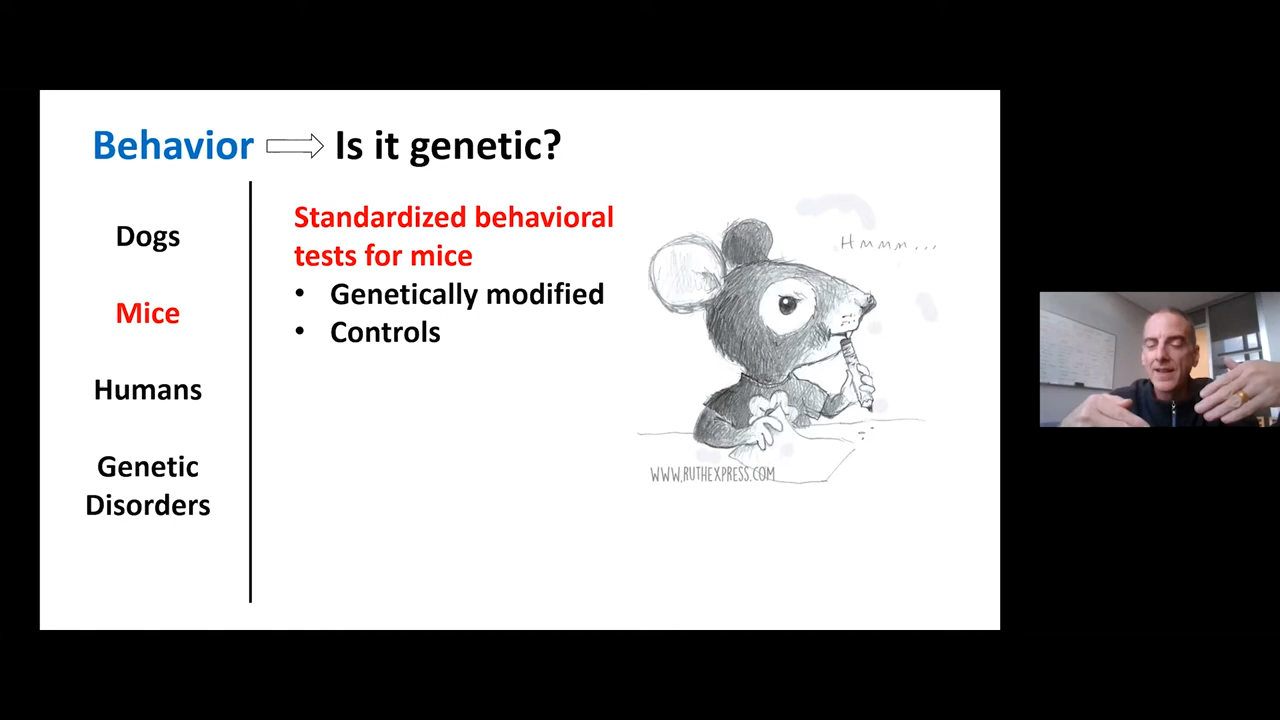 Behavior Is it genetic?
Dogs
Mice
Humans
Genetic
Disorders
Standardized behavioral
tests for mice
• Genetically modified
• Controls
Hmmm...
WWW.RUTHEXPRESS.COM